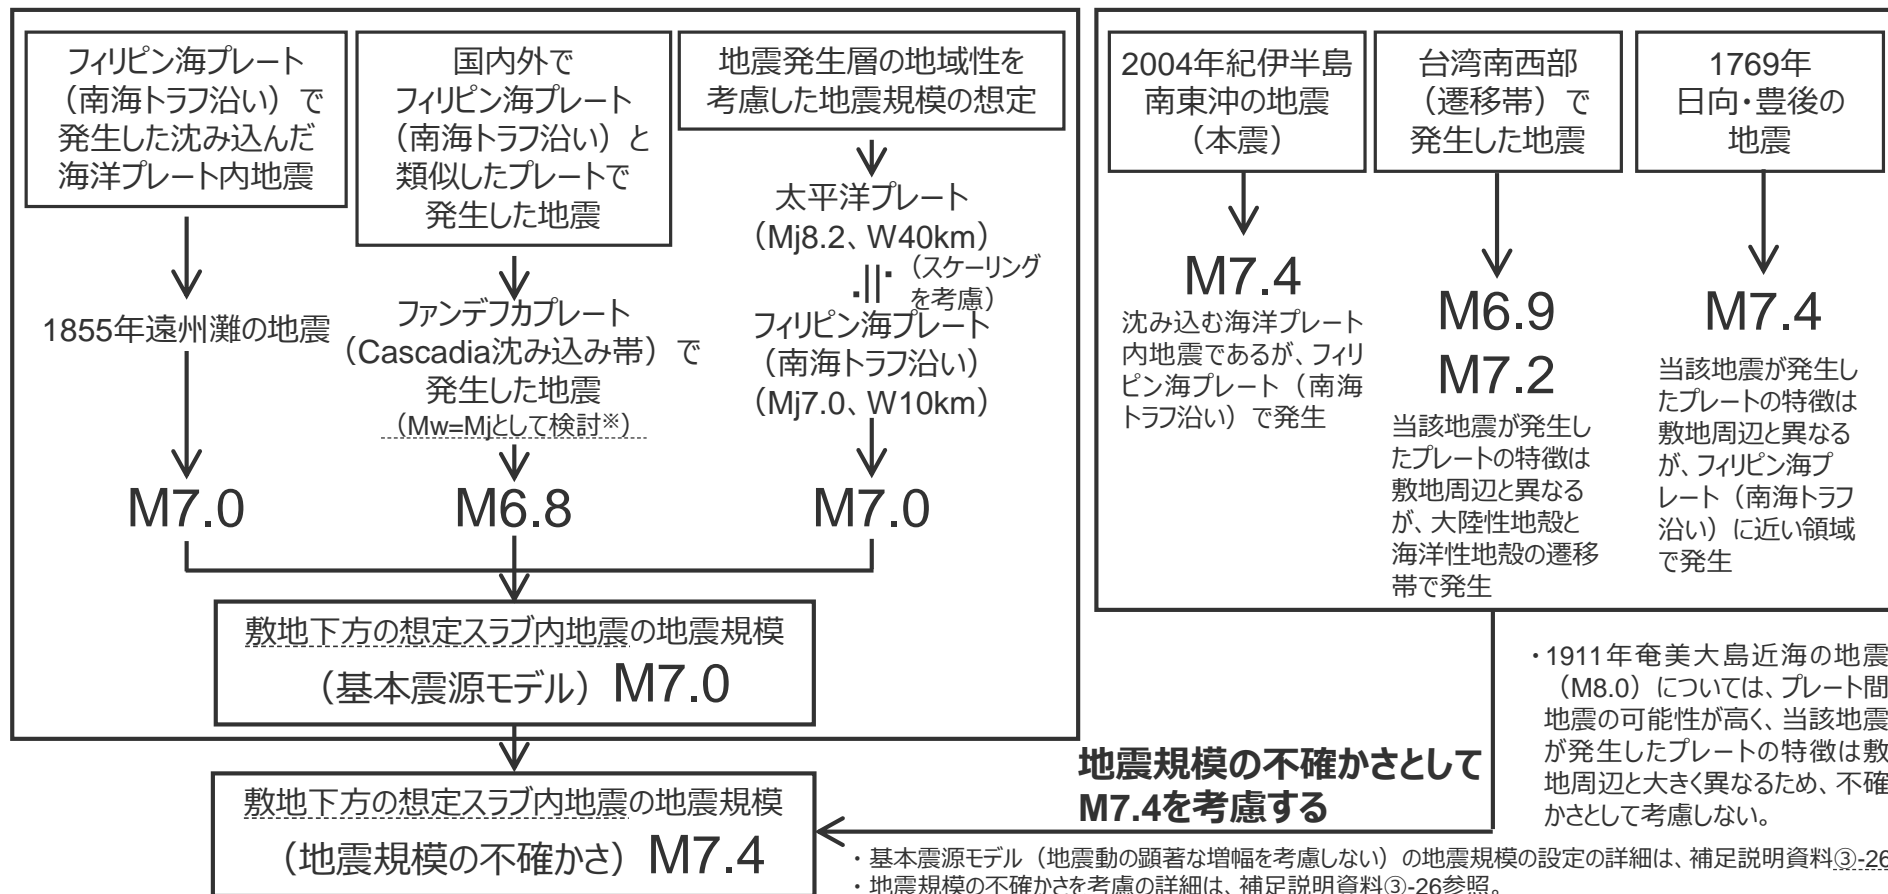 フィリピン海プレート
（南海トラフ沿い）で
発生した沈み込んだ
海洋プレート内地震
1855年遠州灘の地震
M7.0
国内外で
フィリピン海プレート
（南海トラフ沿い）と
類似したプレートで
発生した地震
ファンデフカプレート
（Cascadia沈み込み帯）で
発生した地震
（Mw=Mjとして検討※）
M6.8
地震発生層の地域性を
考慮した地震規模の想定
太平洋プレート
（Mj8.2、W40km）
（スケーリング
を考慮）
フィリピン海プレート
（南海トラフ沿い）
（Mj7.0、W10km）
M7.0
敷地下方の想定スラブ内地震の地震規模
（基本震源モデル）M7.0
敷地下方の想定スラブ内地震の地震規模
（地震規模の不確かさ）M7.4
2004年紀伊半島
南東沖の地震
（本震）
M7.4
沈み込む海洋プレート
内地震であるが、フィリ
ピン海プレート（南海
トラフ沿い）で発生
台湾南西部
（遷移帯）で
発生した地震
M6.9
M7.2
当該地震が発生し
たプレートの特徴は
敷地周辺と異なる
が、大陸性地殻と
海洋性地殻の遷移
帯で発生
1769年
日向・豊後の
地震
M7.4
当該地震が発生し
たプレートの特徴は
敷地周辺と異なる
が、フィリピン海プ
レート（南海トラフ
沿い）に近い領域
で発生
地震規模の不確かさとして
M7.4を考慮する
・1911年奄美大島近海の地震
（M8.0）については、プレート間
地震の可能性が高く、当該地震
が発生したプレートの特徴は敷
地周辺と大きく異なるため、不確
かさとして考慮しない。
・基本震源モデル（地震動の顕著な増幅を考慮しない）の地震規模の設定の詳細は、補足説明資料③-26
・地震規模の不確かさを考慮の詳細は、補足説明資料③-26参照。